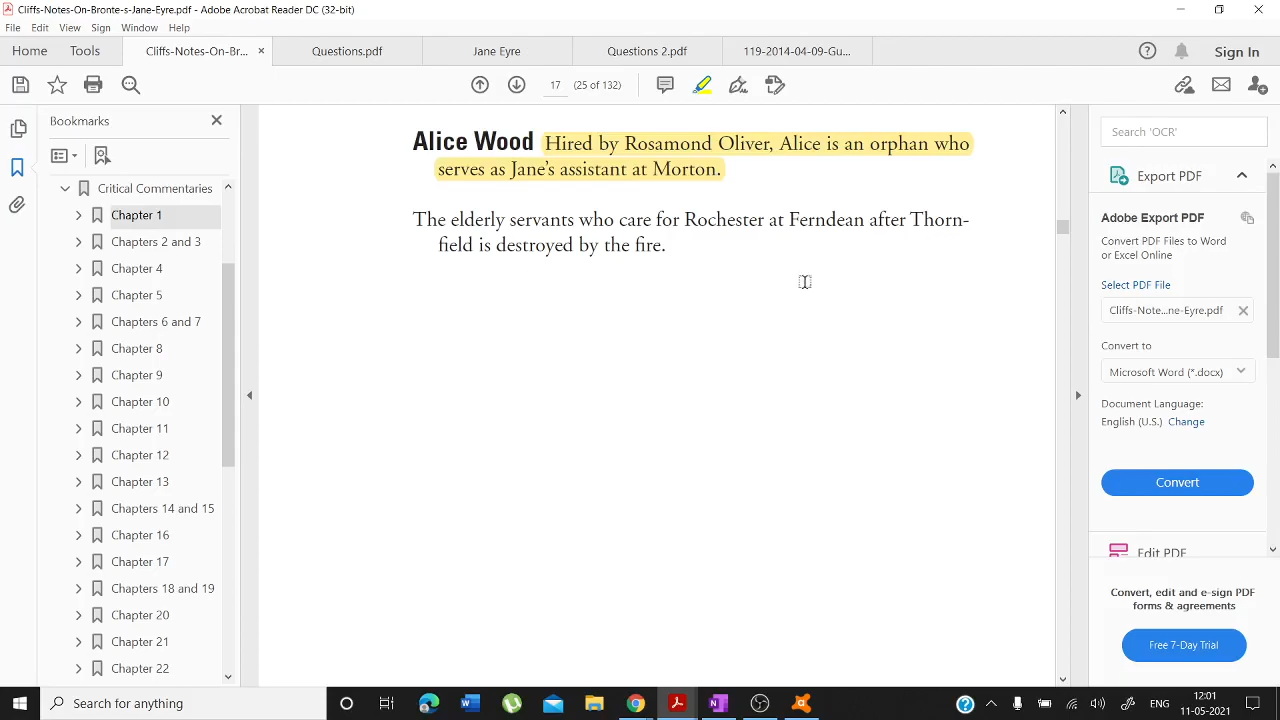 Cliffs-Notes-On-Bronte-s-Jane-Eyre.pdf - Adobe Acrobat Reader DC (32-bit)
File Edit View Sign Window Help
Home Tools Cliffs-Notes-On-Br... × Questions.pdf Jane Eyre Questions 2.pdf 119-2014-04-09-Gu... Sign In
17 (25 of 132)
Bookmarks
Critical Commentaries
Chapter 1
Chapters 2 and 3
Chapter 4
Chapter 5
Chapters 6 and 7
Chapter 8
Chapter 9
Chapter 10
Chapter 11
Chapter 12
Chapter 13
Chapters 14 and 15
Chapter 16
Chapter 17
Chapters 18 and 19
Chapter 20
Chapter 21
Chapter 22
Alice Wood Hired by Rosamond Oliver, Alice is an orphan who
serves as Jane's assistant at Morton.
The elderly servants who care for Rochester at Ferndean after Thorn-
field is destroyed by the fire.
Search 'OCR'
Export PDF
Adobe Export PDF
Convert PDF Files to Word
or Excel Online
Select PDF File
Cliffs-Note...ne-Eyre.pdf
Convert to
Microsoft Word (*.docx)
Document Language:
English (U.S.) Change
Convert
Edit PDF
Convert, edit and e-sign PDF
forms & agreements
Free 7-Day Trial
Search for anything
ENG
12:01
11-05-2021